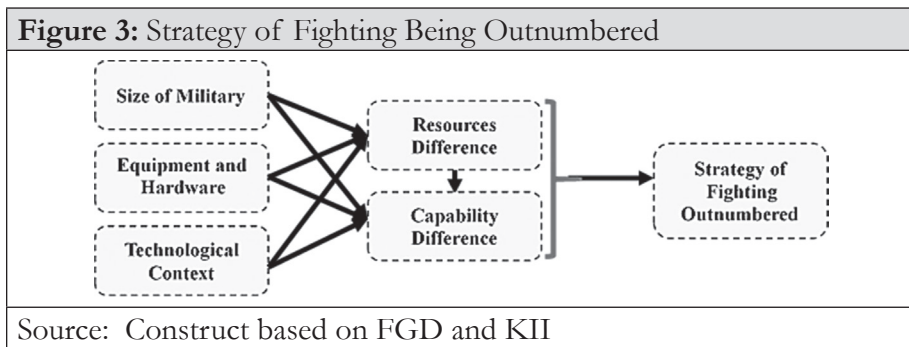 Figure 3: Strategy of Fighting Being Outnumbered
Size of Military
Equipment and
Hardware
Technological
Context
Resources
Difference
Capability
Difference
Strategy of
Fighting
Outnumbered
Source: Construct based on FGD and KII